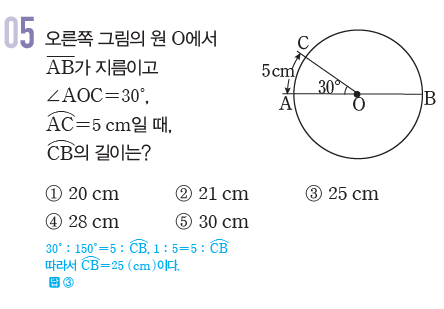 05 오른쪽 그림의 원 O에서
AB가 지름이고
∠AOC=30°,
AC=5 cm일 때,
CB의 길이는?
C
5cm
30°
A
O
B
① 20 cm ② 21 cm ③ 25 cm
④ 28 cm ⑤ 30 cm
30° : 150°=5 : CB, 1 : 5=5 : CB
따라서 CB=25 (cm)이다.
답 ③